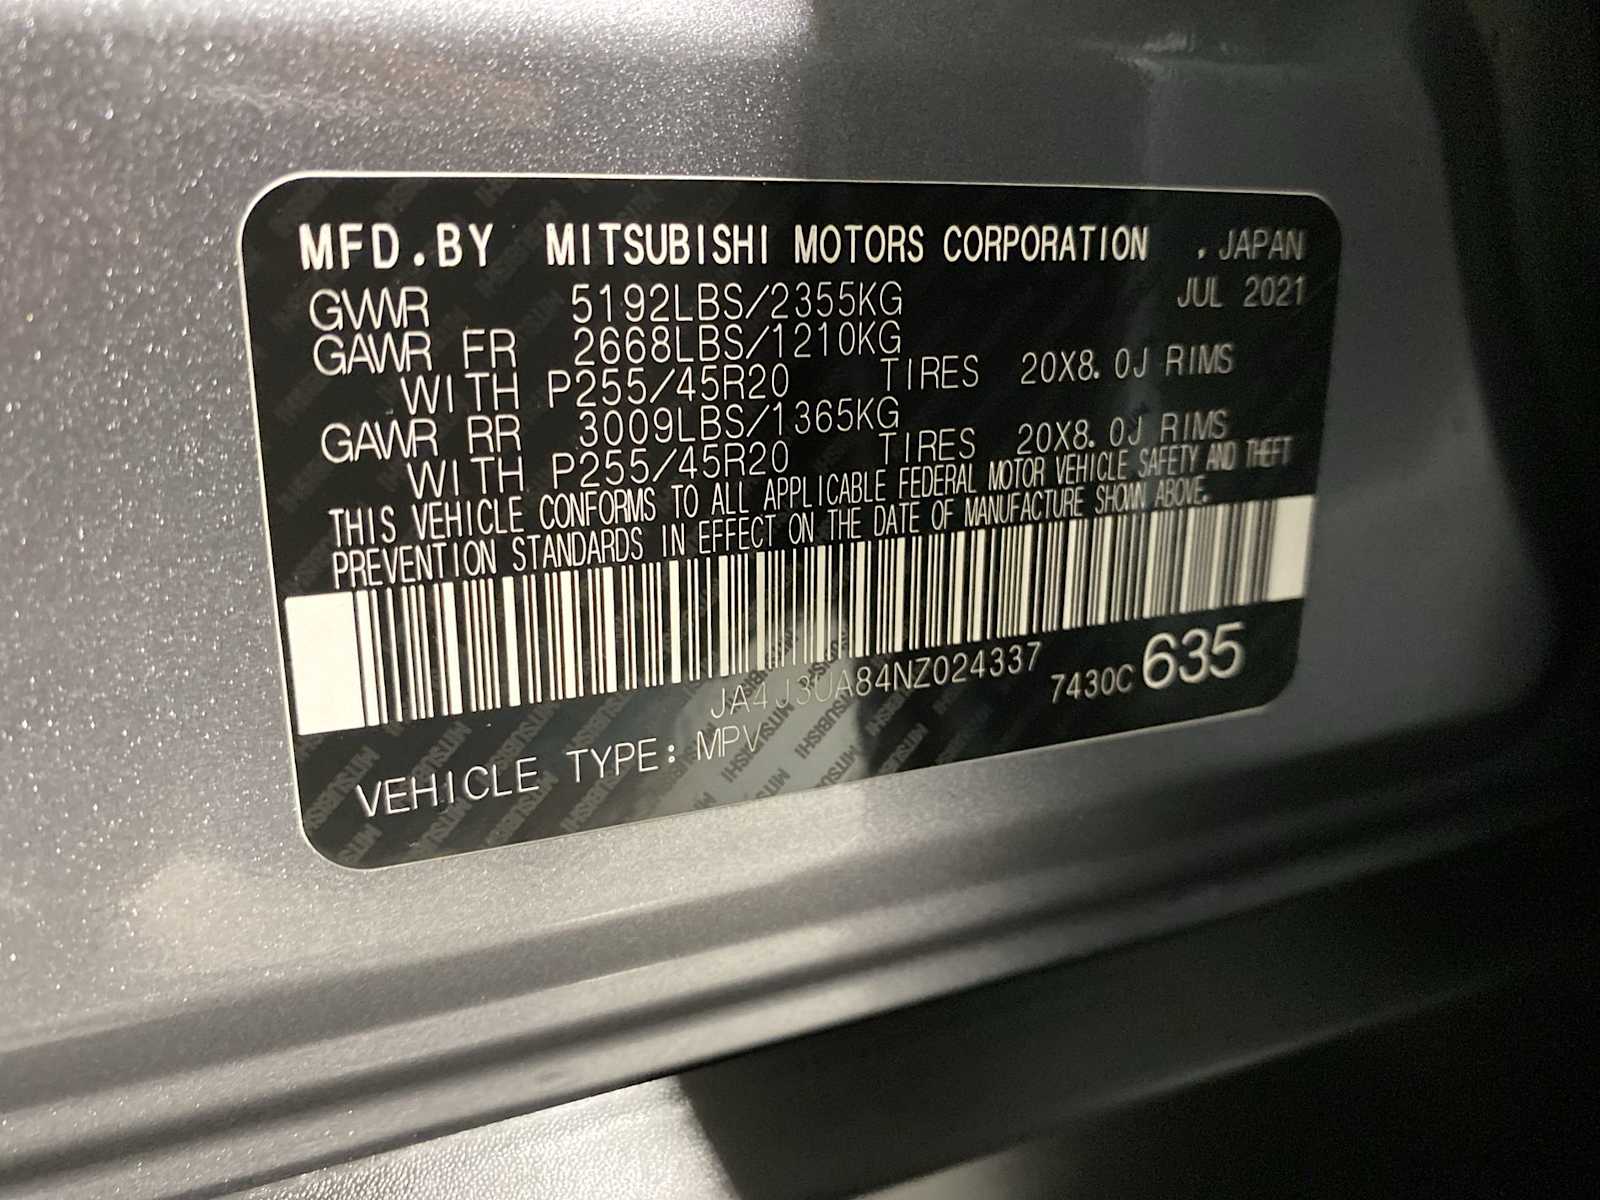 MFD.BY MITSUBISHI MOTORS CORPORATION , JAPAN
GVWR 5192LBS/2355KG JUL 2021
GAWR FR 2668LBS/1210KG
WITH P255/45R20 TIRES 20X8.0J RIMS
GAWR RR 3009LBS/1365KG
WITH P255/45R20 TIRES 20X8.0J RIMS
THIS VEHICLE CONFORMS TO ALL APPLICABLE FEDERAL MOTOR VEHICLE SAFETY AND THEFT
PREVENTION STANDARDS IN EFFECT ON THE DATE OF MANUFACTURE SHOWN ABOVE.
JA4J3UA84NZ024337 7430C 635
VEHICLE TYPE: MPV